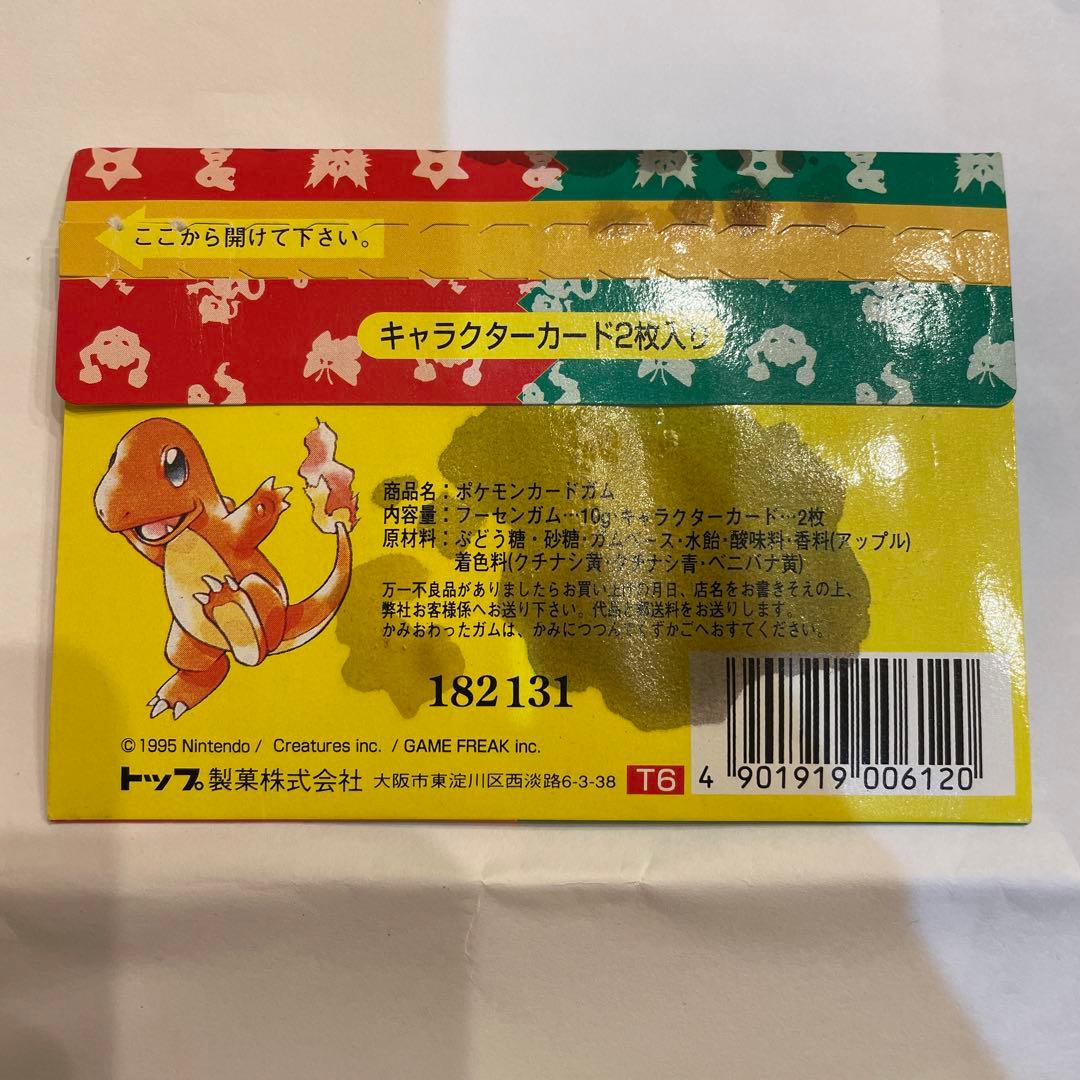 ここから開けて下さい。
キャラクターカード2枚入り
商品名：ポケモンカードガム
内容量：フーセンガム…10g キャラクターカード…2枚
原材料：ぶどう糖・砂糖・ガムベース・水飴・酸味料・香料(アップル)
着色料(クチナシ黄・クチナシ青・ベニバナ黄)
万一不良品がありましたらお買い上げの月日、店名をお書きそえの上、
弊社お客様係へお送り下さい。代品と郵送料をお送りします。
かみおわったガムは、かみにつつんでくずかごへおすてください。
182131
©1995 Nintendo / Creatures inc. / GAME FREAK inc.
トップ製菓株式会社 大阪市東淀川区西淡路6-3-38 T6
4 901919 006120